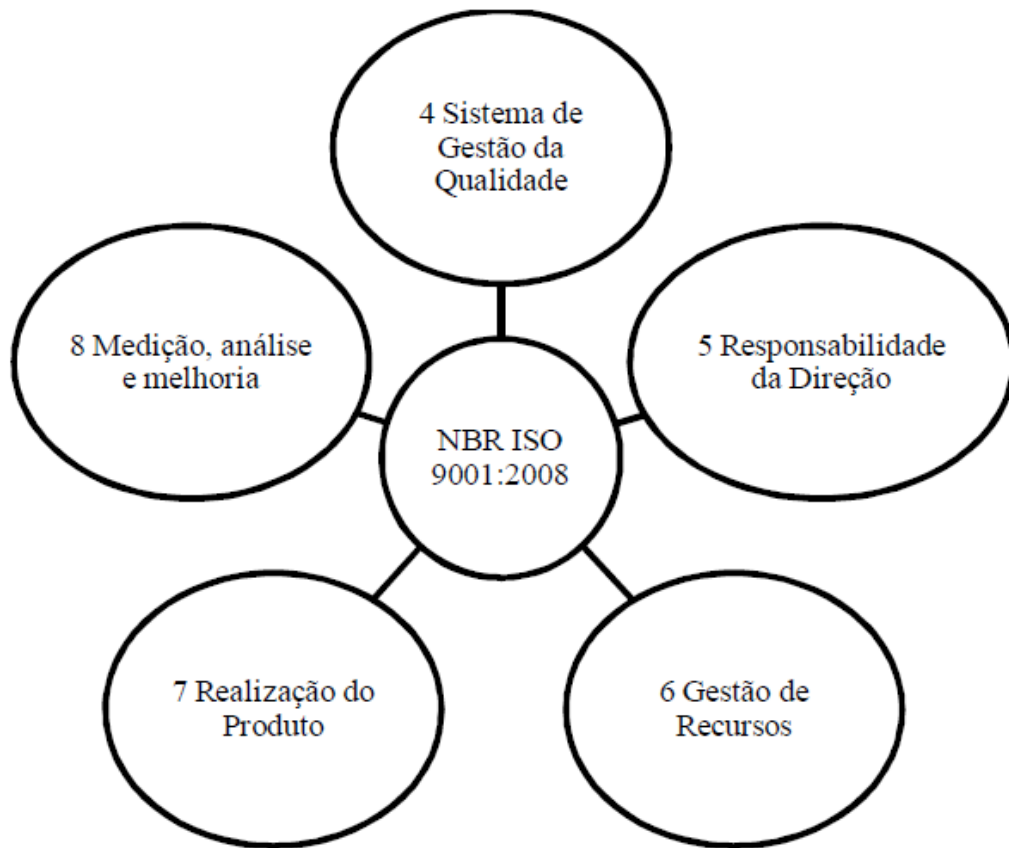 4 Sistema de
Gestão da
Qualidade
8 Medição, análise
e melhoria
5 Responsabilidade
da Direção
NBR ISO
9001:2008
7 Realização do
Produto
6 Gestão de
Recursos